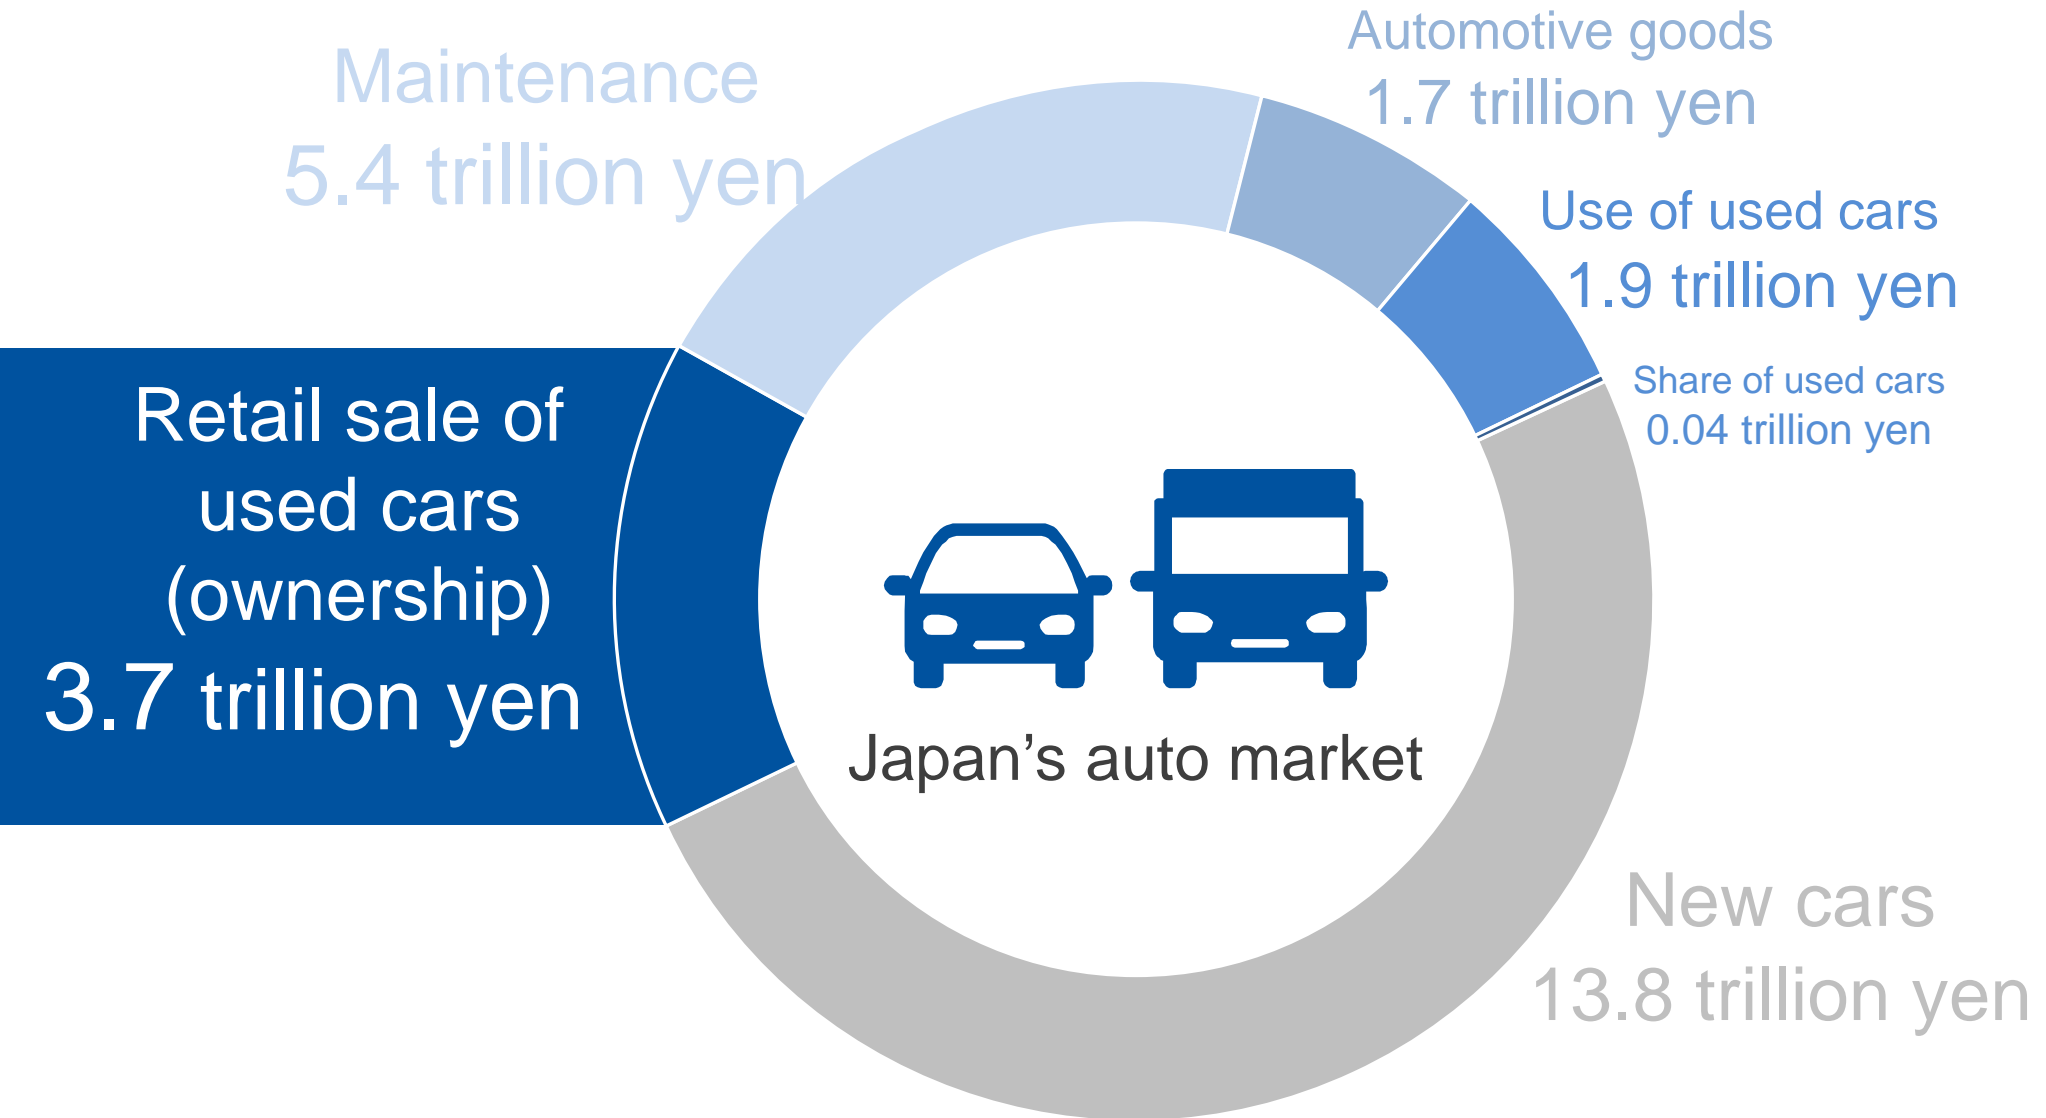 Maintenance
5.4 trillion yen
Automotive goods
1.7 trillion yen
Use of used cars
1.9 trillion yen
Share of used cars
0.04 trillion yen
Retail sale of
used cars
(ownership)
3.7 trillion yen
Japan’s auto market
New cars
13.8 trillion yen